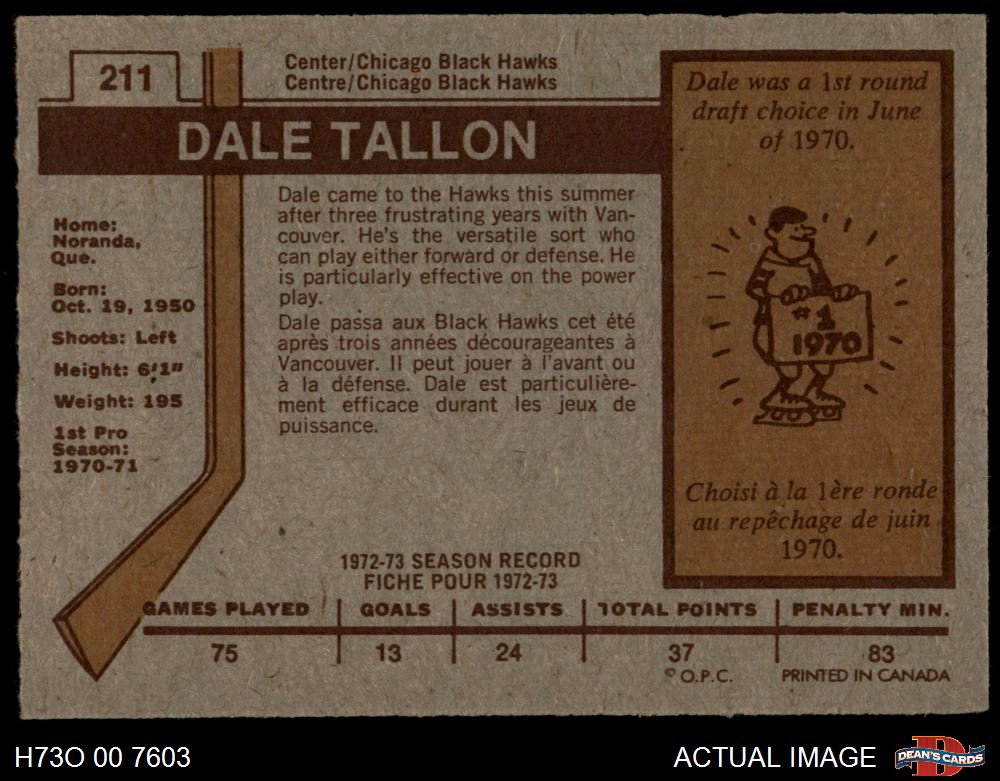 211
Center/Chicago Black Hawks
Centre/Chicago Black Hawks
DALE TALLON
Home:
Noranda,
Que.
Born:
Oct. 19, 1950
Shoots: Left
Height: 6'1"
Weight: 195
1st Pro
Season:
1970-71
Dale came to the Hawks this summer
after three frustrating years with Van-
couver. He's the versatile sort who
can play either forward or defense. He
is particularly effective on the power
play.
Dale passa aux Black Hawks cet été
après trois années décourageantes à
Vancouver. Il peut jouer à l'avant ou
à la défense. Dale est particulière-
ment efficace durant les jeux de
puissance.
Dale was a 1st round
draft choice in June
of 1970.
#1
1970
Choisi à la 1ère ronde
au repêchage de juin
1970.
1972-73 SEASON RECORD
FICHE POUR 1972-73
GAMES PLAYED GOALS ASSISTS TOTAL POINTS PENALTY MIN.
75 13 24 37 83
© O.P.C. PRINTED IN CANADA
H73O 00 7603 ACTUAL IMAGE D DEAN'S CARDS